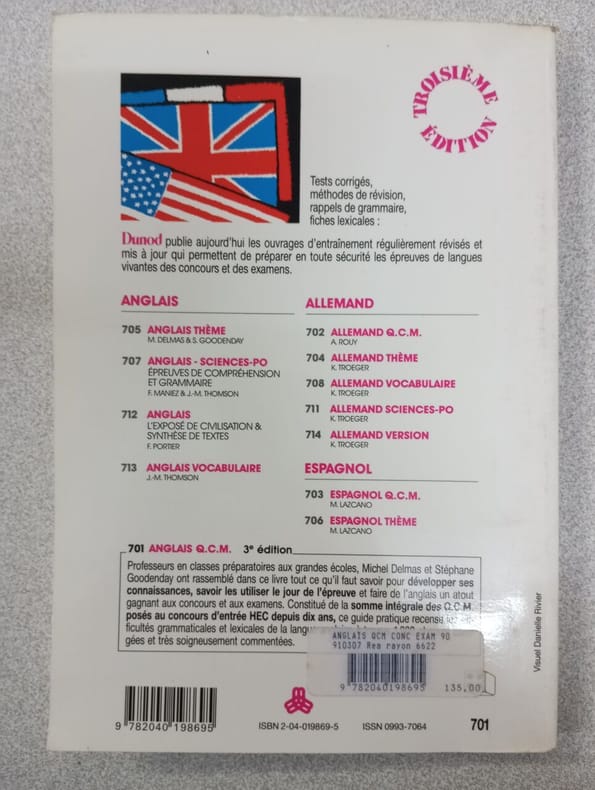 TROISIÈME
ÉDITION
Tests corrigés,
méthodes de révision,
rappels de grammaire,
fiches lexicales :
Dunod publie aujourd'hui les ouvrages d'entraînement régulièrement révisés et
mis à jour qui permettent de préparer en toute sécurité les épreuves de langues
vivantes des concours et des examens.
ANGLAIS
705 ANGLAIS THÈME
M. DELMAS & S. GOODENDAY
707 ANGLAIS - SCIENCES-PO
ÉPREUVES DE COMPRÉHENSION
ET GRAMMAIRE
F. MANIEZ & J.-M. THOMSON
712 ANGLAIS
L'EXPOSÉ DE CIVILISATION &
SYNTHÈSE DE TEXTES
F. PORTIER
713 ANGLAIS VOCABULAIRE
J.-M. THOMSON
ALLEMAND
702 ALLEMAND Q.C.M.
A. ROUY
704 ALLEMAND THÈME
K. TROEGER
708 ALLEMAND VOCABULAIRE
K. TROEGER
711 ALLEMAND SCIENCES-PO
K. TROEGER
714 ALLEMAND VERSION
K. TROEGER
ESPAGNOL
703 ESPAGNOL Q.C.M.
M. LAZCANO
706 ESPAGNOL THÈME
M. LAZCANO
701 ANGLAIS Q.C.M. 3e édition
Professeurs en classes préparatoires aux grandes écoles, Michel Delmas et Stéphane
Goodenday ont rassemblé dans ce livre tout ce qu'il faut savoir pour développer ses
connaissances, savoir les utiliser le jour de l'épreuve et faire de l'anglais un atout
gagnant aux concours et aux examens. Constitué de la somme intégrale des Q.C.M.
posés au concours d'entrée HEC depuis dix ans, ce guide pratique recense
ficultés grammaticales et lexicales de la
gées et très soigneusement commentées.
ANGLAIS QCM CONC EXAM 90
910307 Rea rayon 6622
9 782040 198695 135,00
Visuel Danielle Rivier
9 782040 198695
ISBN 2-04-019869-5 ISSN 0993-7064 701